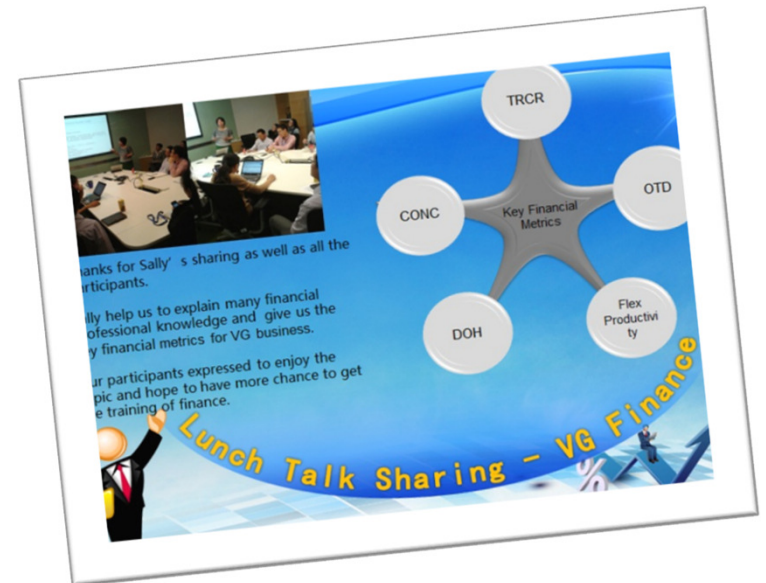 anks for Sally’ s sharing as well as all the
rticipants.
lly help us to explain many financial
ofessional knowledge and give us the
y financial metrics for VG business.
ur participants expressed to enjoy the
pic and hope to have more chance to get
e training of finance.
TRCR
OTD
CONC
Key Financial
Metrics
DOH
Flex
Productivi
ty
Lunch Talk Sharing – VG Finance
%